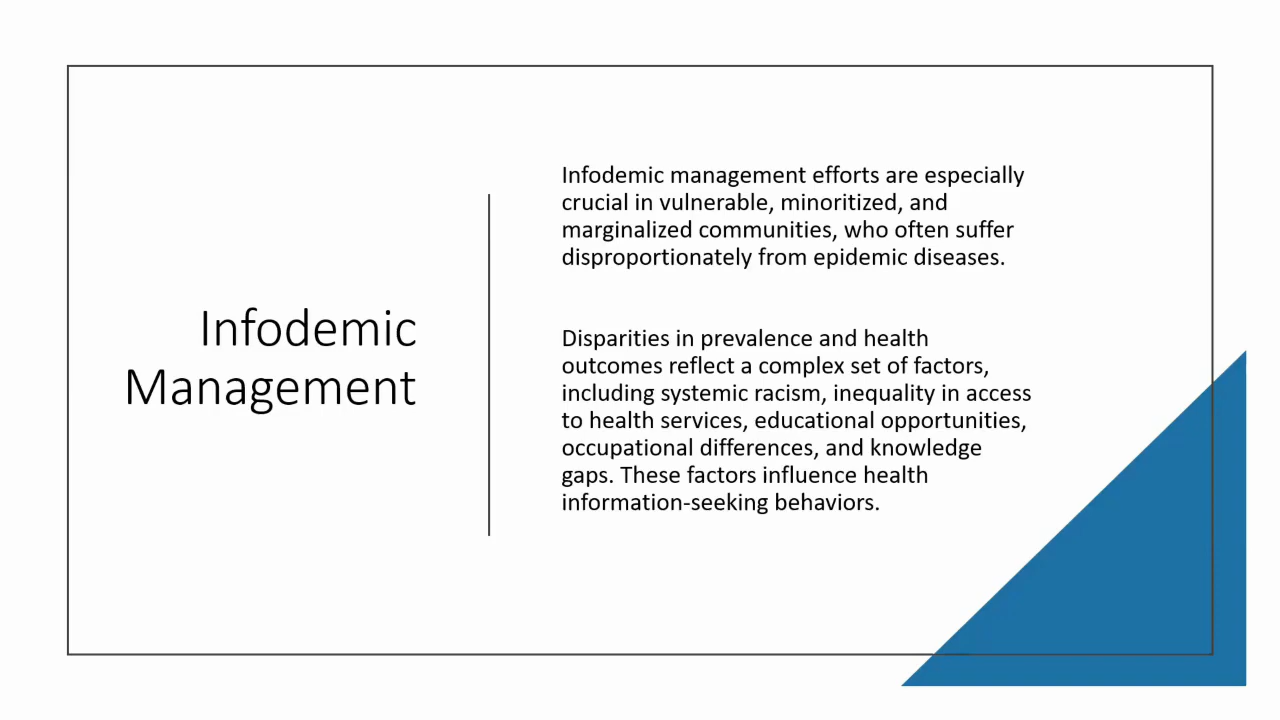 Infodemic
Management
Infodemic management efforts are especially
crucial in vulnerable, minoritized, and
marginalized communities, who often suffer
disproportionately from epidemic diseases.
Disparities in prevalence and health
outcomes reflect a complex set of factors,
including systemic racism, inequality in access
to health services, educational opportunities,
occupational differences, and knowledge
gaps. These factors influence health
information-seeking behaviors.